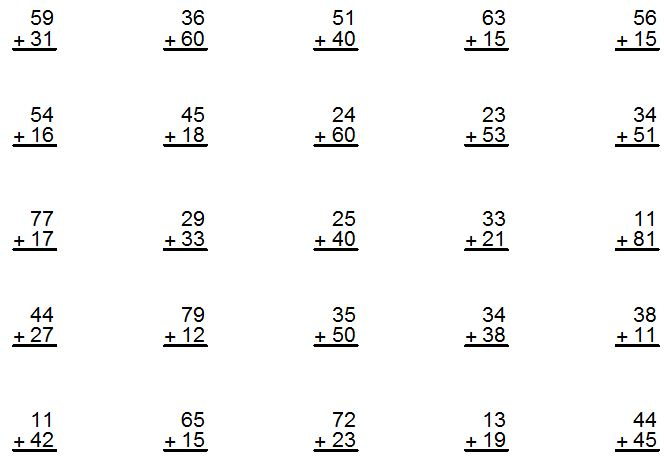 59 36 51 63 56
+ 31 + 60 + 40 + 15 + 15
54 45 24 23 34
+ 16 + 18 + 60 + 53 + 51
77 29 25 33 11
+ 17 + 33 + 40 + 21 + 81
44 79 35 34 38
+ 27 + 12 + 50 + 38 + 11
11 65 72 13 44
+ 42 + 15 + 23 + 19 + 45